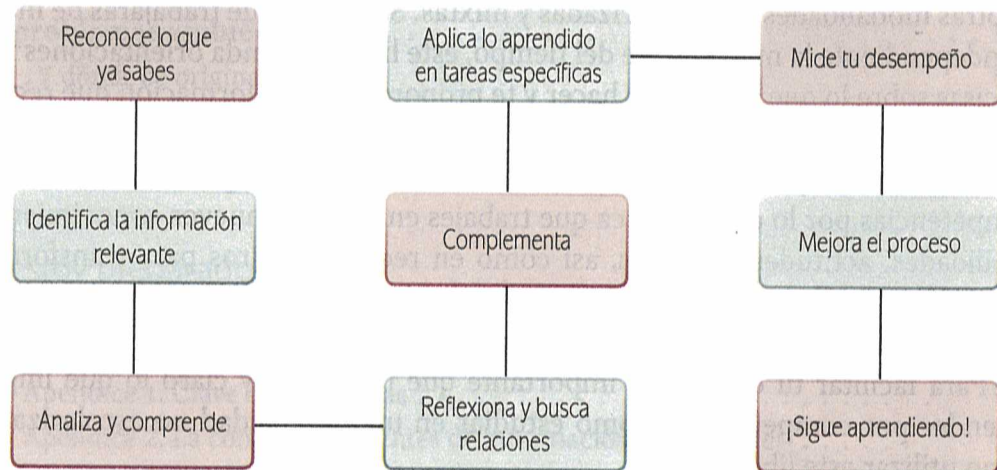 Reconoce lo que
ya sabes
Identifica la información
relevante
Analiza y comprende
Reflexiona y busca
relaciones
Complementa
Aplica lo aprendido
en tareas específicas
Mide tu desempeño
Mejora el proceso
¡Sigue aprendiendo!